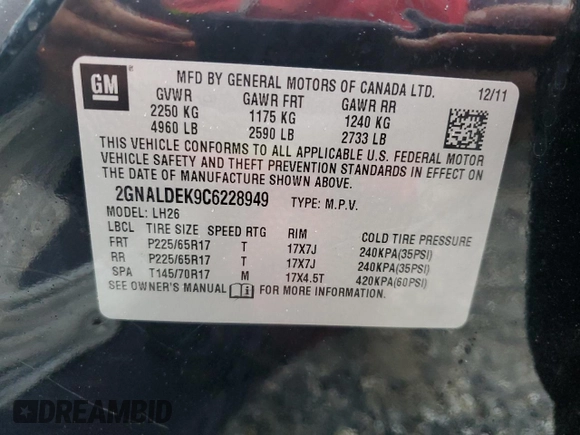 GM
MFD BY GENERAL MOTORS OF CANADA LTD.
12/11
GVWR GAWR FRT GAWR RR
2250 KG 1175 KG 1240 KG
4960 LB 2590 LB 2733 LB
THIS VEHICLE CONFORMS TO ALL APPLICABLE U.S. FEDERAL MOTOR
VEHICLE SAFETY AND THEFT PREVENTION STANDARDS IN EFFECT ON
THE DATE OF MANUFACTURE SHOWN ABOVE.
2GNALDEK9C6228949 TYPE: M.P.V.
MODEL: LH26
LBCL TIRE SIZE SPEED RTG RIM COLD TIRE PRESSURE
FRT P225/65R17 T 17X7J 240KPA(35PSI)
RR P225/65R17 T 17X7J 240KPA(35PSI)
SPA T145/70R17 M 17X4.5T 420KPA(60PSI)
SEE OWNER'S MANUAL FOR MORE INFORMATION.
DREAMBID